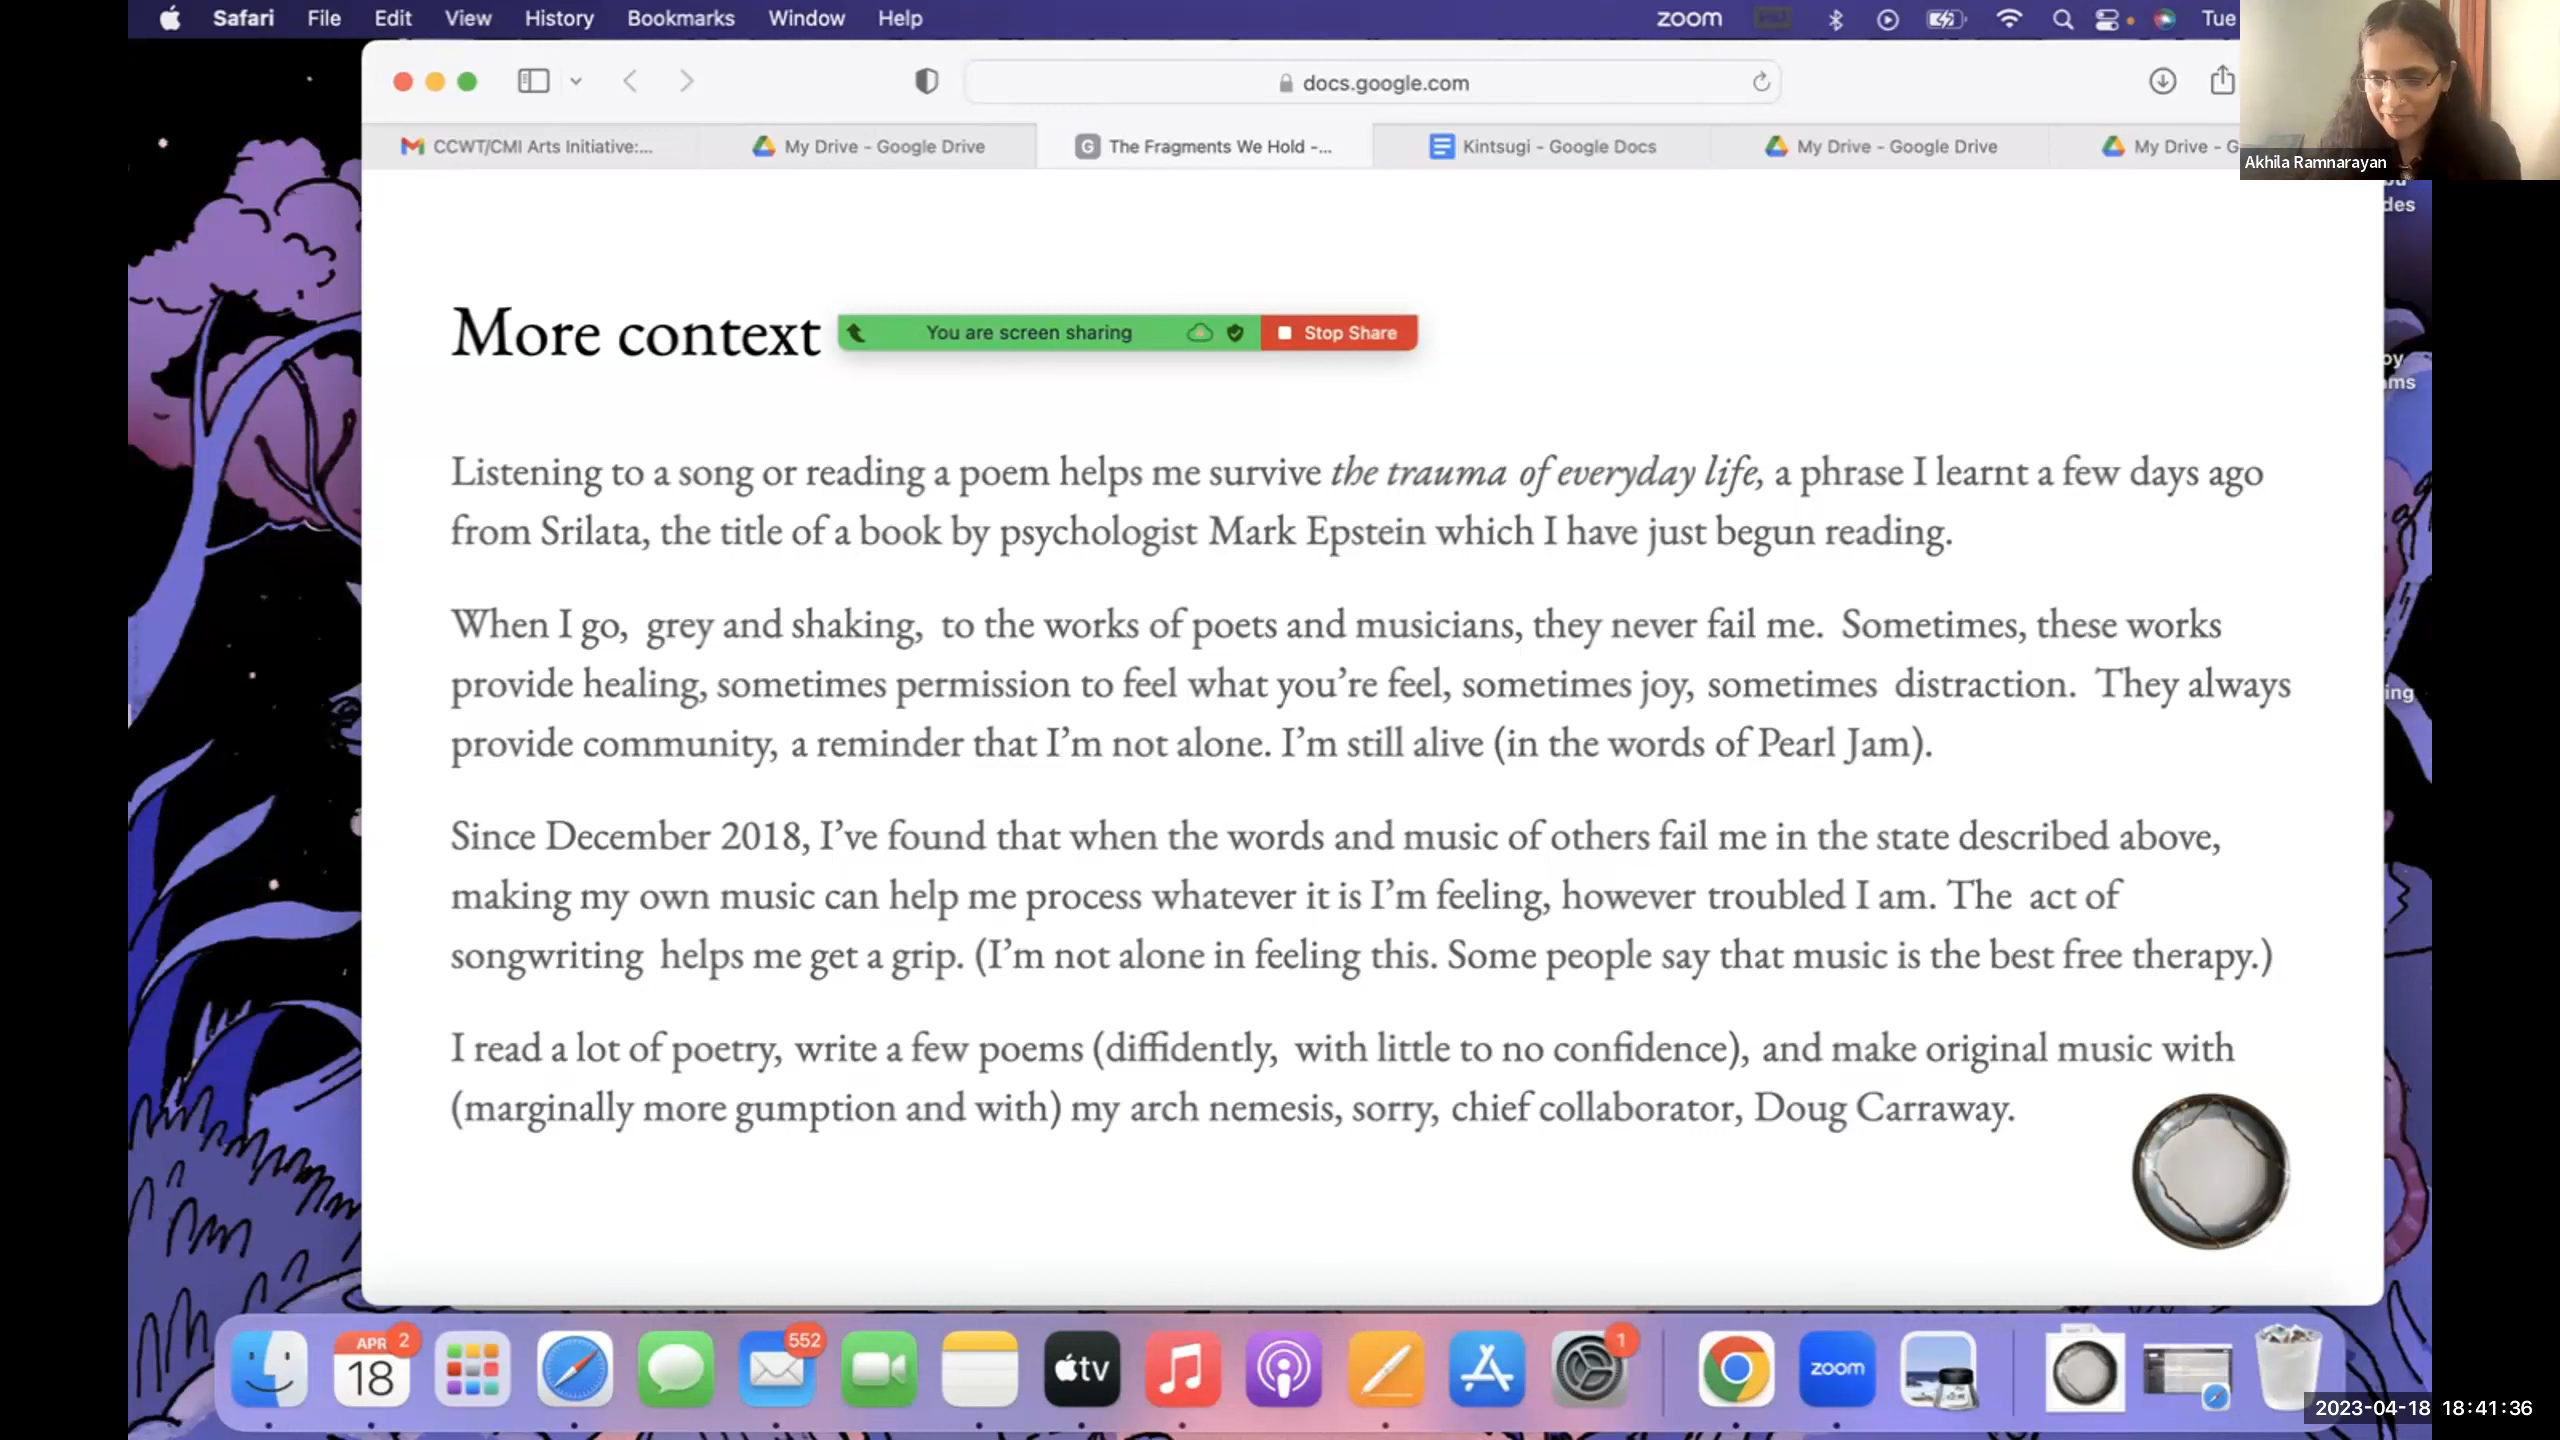 Safari File Edit View History Bookmarks Window Help zoom Tue
docs.google.com
CCWT/CMI Arts Initiative:... My Drive – Google Drive The Fragments We Hold -... Kintsugi - Google Docs My Drive – Google Drive My Drive – G
Akhila Ramnarayan
des
More context
You are screen sharing Stop Share
oy
ams
Listening to a song or reading a poem helps me survive the trauma of everyday life, a phrase I learnt a few days ago
from Srilata, the title of a book by psychologist Mark Epstein which I have just begun reading.
When I go, grey and shaking, to the works of poets and musicians, they never fail me. Sometimes, these works
provide healing, sometimes permission to feel what you’re feel, sometimes joy, sometimes distraction. They always
ing
provide community, a reminder that I’m not alone. I’m still alive (in the words of Pearl Jam).
Since December 2018, I’ve found that when the words and music of others fail me in the state described above,
making my own music can help me process whatever it is I’m feeling, however troubled I am. The act of
songwriting helps me get a grip. (I’m not alone in feeling this. Some people say that music is the best free therapy.)
I read a lot of poetry, write a few poems (diffidently, with little to no confidence), and make original music with
(marginally more gumption and with) my arch nemesis, sorry, chief collaborator, Doug Carraway.
APR 2 552 1
18 tv zoom
2023-04-18 18:41:36